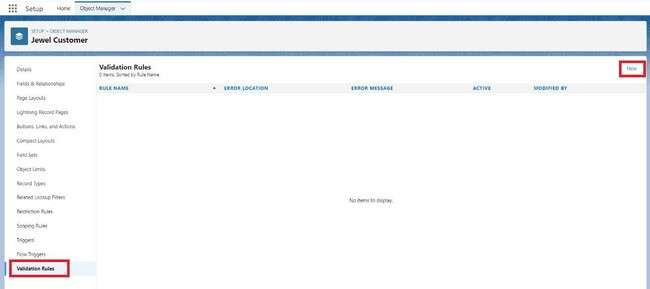 Setup
Home
Object Manager
SETUP > OBJECT MANAGER
Jewel Customer
Details
Fields & Relationships
Page Layouts
Lightning Record Pages
Buttons, Links, and Actions
Compact Layouts
Field Sets
Object Limits
Record Types
Related Lookup Filters
Restriction Rules
Scoping Rules
Triggers
Flow Triggers
Validation Rules
Validation Rules
0 Items, Sorted by Rule Name
New
RULE NAME
ERROR LOCATION
ERROR MESSAGE
ACTIVE
MODIFIED BY
No items to display.